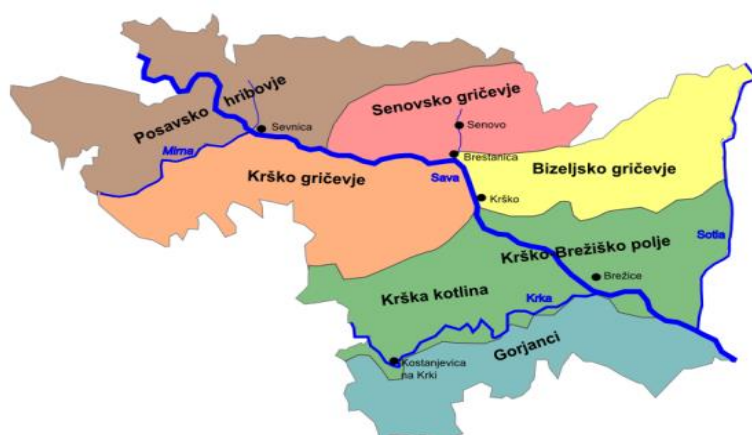 Posavsko hribovje
Senovsko gričevje
Sevnica
Senovo
Mirna
Brestanica
Krško gričevje
Sava
Bizeljsko gričevje
Krško
Sotla
Krško Brežiško polje
Brežice
Krška kotlina
Krka
Gorjanci
Kostanjevica
na Krki